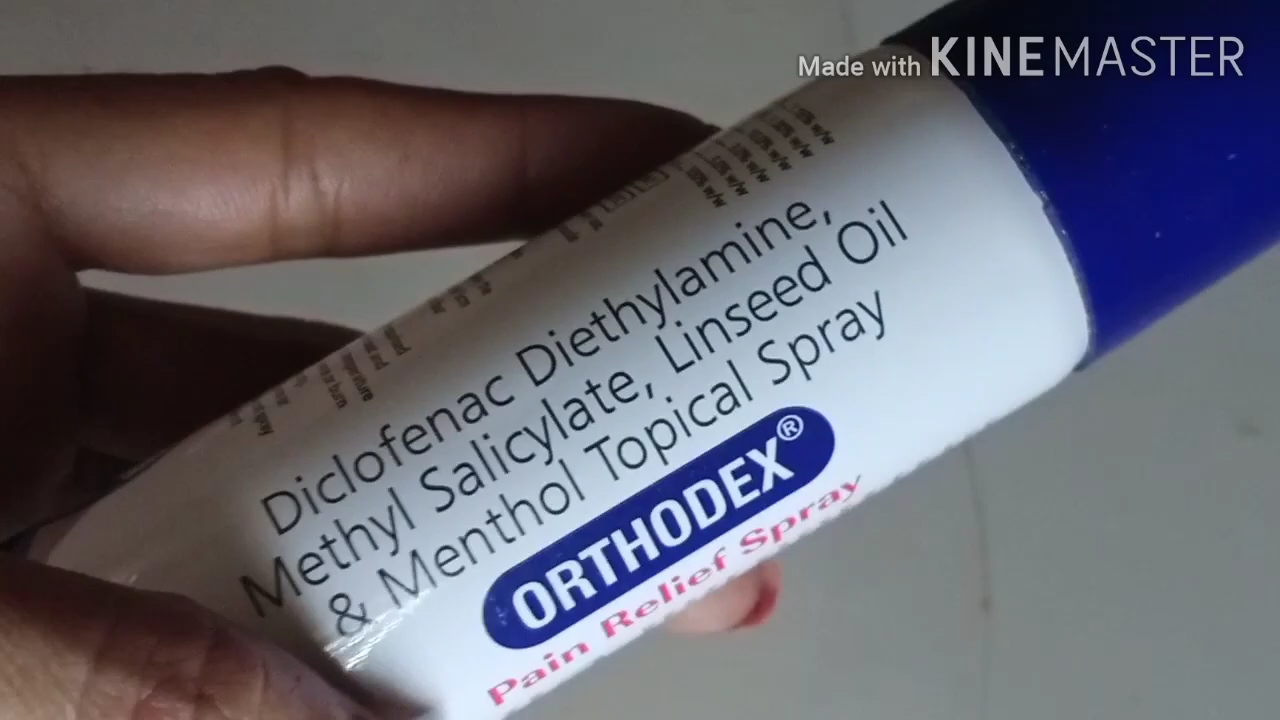 Made with KINEMASTER
Diclofenac Diethylamine,
Methyl Salicylate, Linseed Oil
& Menthol Topical Spray
ORTHODEX®
Pain Relief Spray